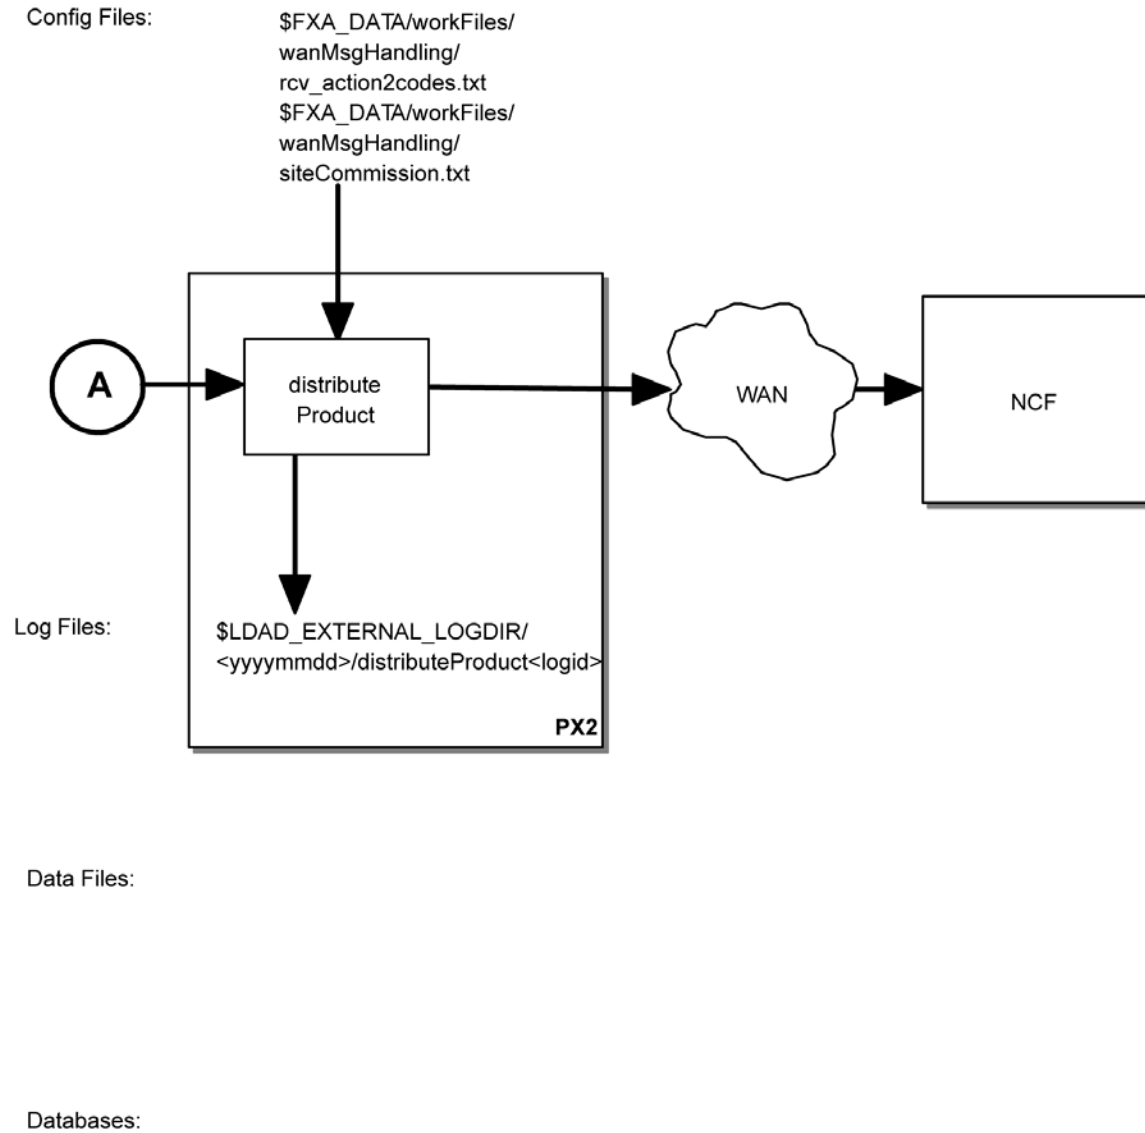 Config Files:
$FXA_DATA/workFiles/
wanMsgHandling/
rcv_action2codes.txt
$FXA_DATA/workFiles/
wanMsgHandling/
siteCommission.txt
A
distribute
Product
WAN
NCF
Log Files:
$LDAD_EXTERNAL_LOGDIR/
<yyyymmdd>/distributeProduct<logid>
PX2
Data Files:
Databases: